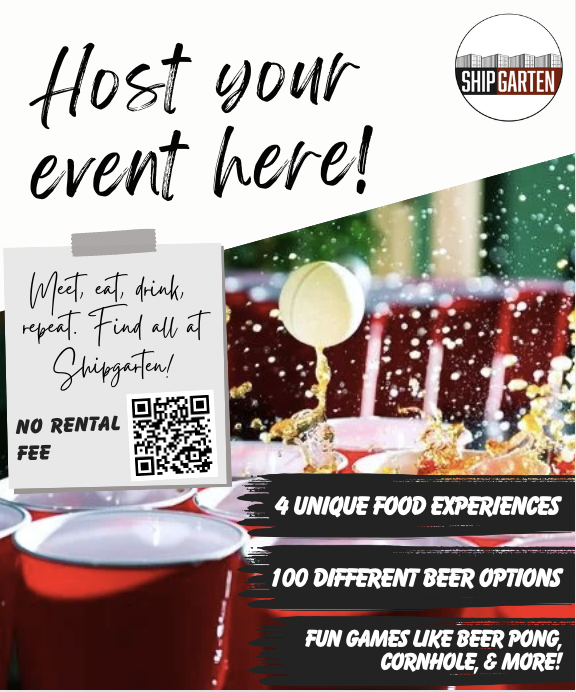 Host your
event here!
SHIPGARTEN
Meet, eat, drink,
repeat. Find all at
Shipgarten!
NO RENTAL
FEE
4 UNIQUE FOOD EXPERIENCES
100 DIFFERENT BEER OPTIONS
FUN GAMES LIKE BEER PONG,
CORNHOLE, & MORE!